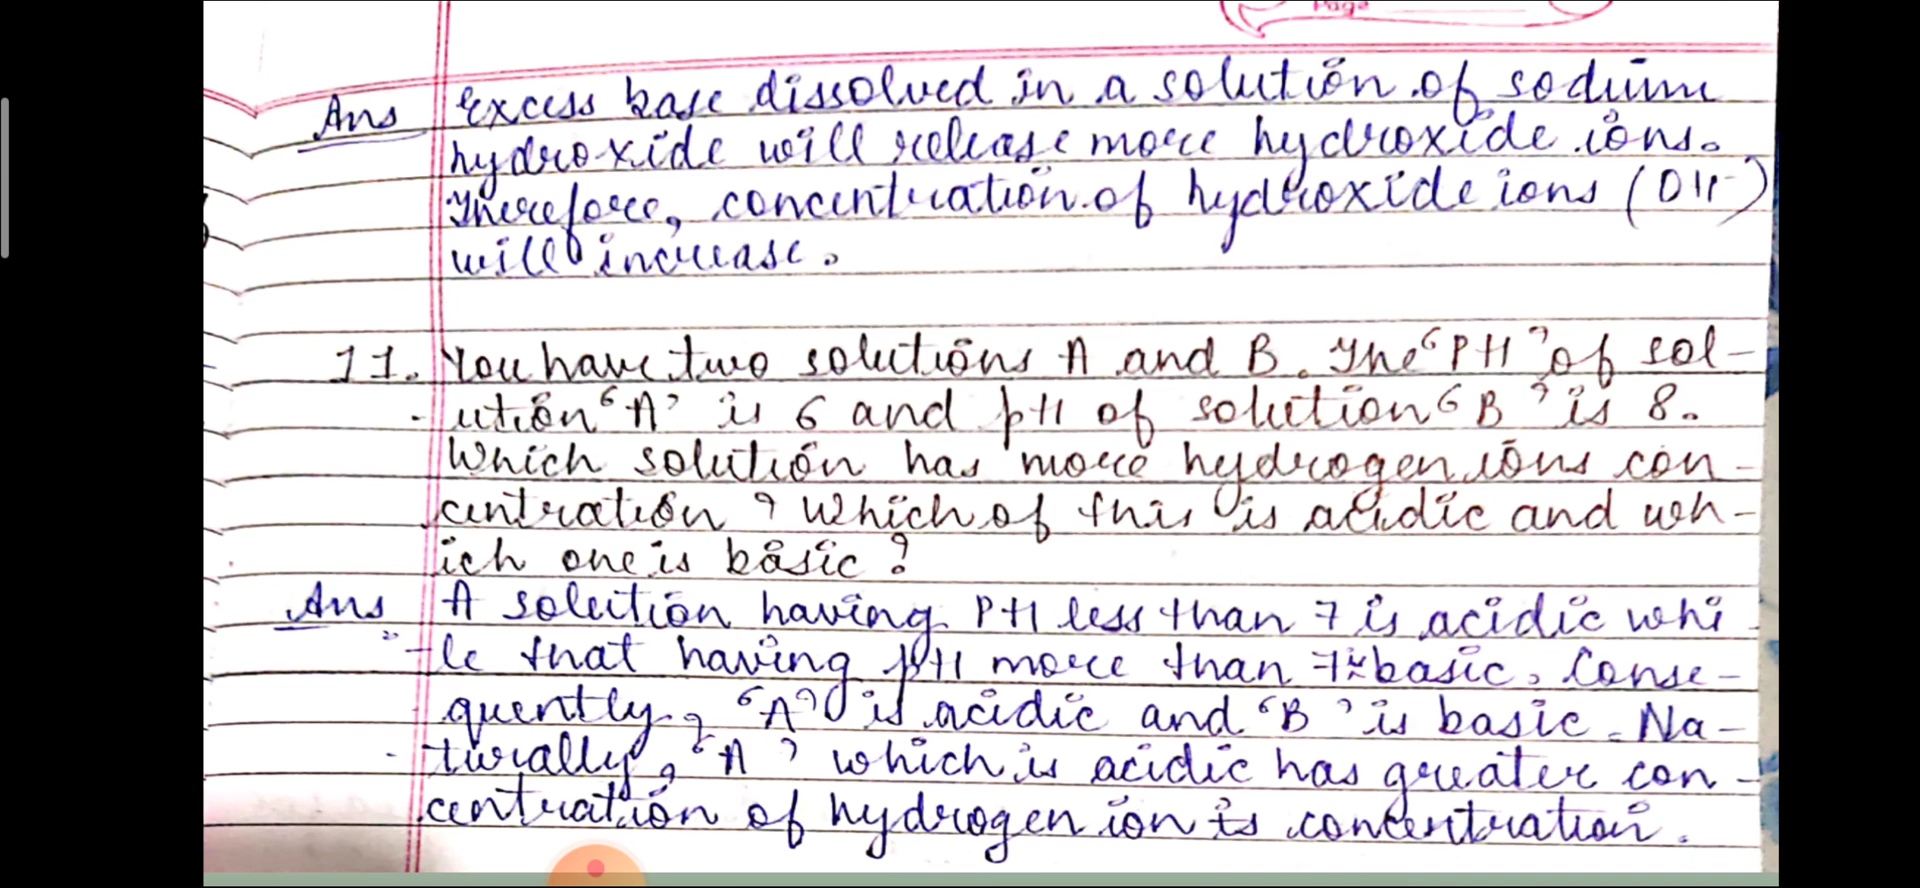 Page
Ans Excess base dissolved in a solution of sodium
hydroxide will release more hydroxide ions.
Therefore, concentration of hydroxide ions (OH-)
will increase.
11. You have two solutions A and B. The 'PH' of sol-
ution 'A' is 6 and pH of solution 'B' is 8.
Which solution has more hydrogen ions con-
centration ? Which of this is acidic and wh-
ich one is basic ?
Ans A solution having PH less than 7 is acidic whi
-le that having pH more than 7 is basic. Conse-
quently, 'A' is acidic and 'B' is basic. Na-
turally, 'A' which is acidic has greater con-
centration of hydrogen ion is concentration.